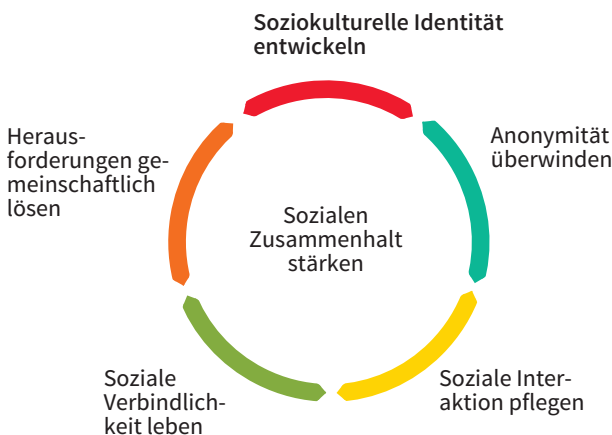 Soziokulturelle Identität
entwickeln
Anonymität
überwinden
Soziale Inter-
aktion pflegen
Soziale
Verbindlich-
keit leben
Heraus-
forderungen ge-
meinschaftlich
lösen
Sozialen
Zusammenhalt
stärken